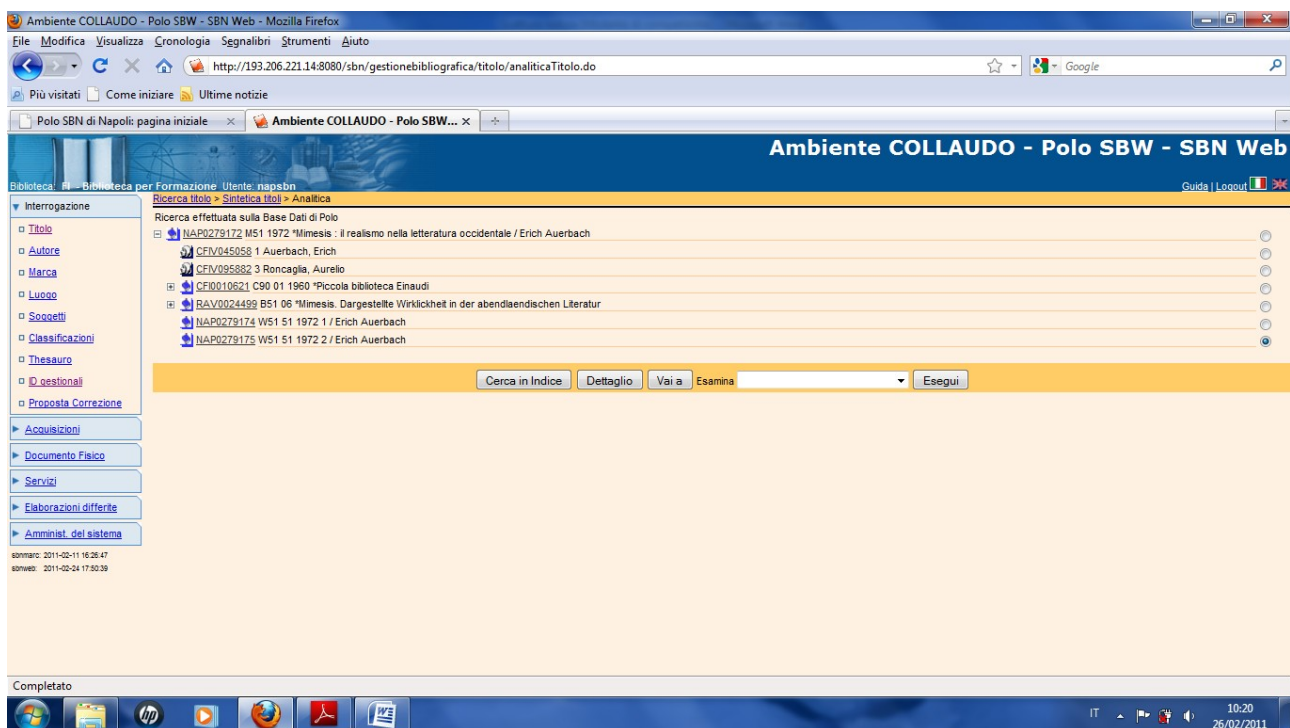 Ambiente COLLAUDO - Polo SBW - SBN Web - Mozilla Firefox
File Modifica Visualizza Cronologia Segnalibri Strumenti Aiuto
http://193.206.221.14:8080/sbn/gestionebibliografica/titolo/analiticaTitolo.do
Google
Più visitati Come iniziare Ultime notizie
Polo SBN di Napoli: pagina iniziale Ambiente COLLAUDO - Polo SBW...
Ambiente COLLAUDO - Polo SBW - SBN Web
Biblioteca: FI - Biblioteca per Formazione Utente: napsbn
Guida | Logout
Interrogazione
Titolo
Autore
Marca
Luogo
Soggetti
Classificazioni
Thesauro
ID gestionali
Proposta Correzione
Acquisizioni
Documento Fisico
Servizi
Elaborazioni differite
Amminist. del sistema
sbnmarc: 2011-02-11 16:26:47
sbnweb: 2011-02-24 17:50:39
Ricerca titolo > Sintetica titoli > Analitica
Ricerca effettuata sulla Base Dati di Polo
NAP0279172 M51 1972 *Mimesis : il realismo nella letteratura occidentale / Erich Auerbach
CFIV045058 1 Auerbach, Erich
CFIV095882 3 Roncaglia, Aurelio
CFI0010621 C90 01 1960 *Piccola biblioteca Einaudi
RAV0024499 B51 06 *Mimesis. Dargestellte Wirklickheit in der abendlaendischen Literatur
NAP0279174 W51 51 1972 1 / Erich Auerbach
NAP0279175 W51 51 1972 2 / Erich Auerbach
Cerca in Indice Dettaglio Vai a Esamina Esegui
Completato
IT
10:20
26/02/2011